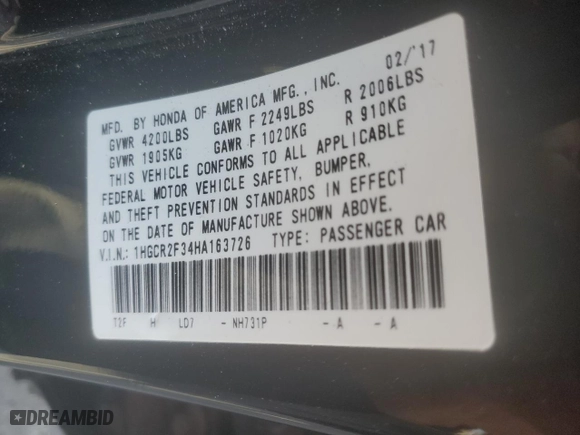 MFD. BY HONDA OF AMERICA MFG., INC. 02/'17
GVWR 4200LBS GAWR F 2249LBS R 2006LBS
GVWR 1905KG GAWR F 1020KG R 910KG
THIS VEHICLE CONFORMS TO ALL APPLICABLE
FEDERAL MOTOR VEHICLE SAFETY, BUMPER,
AND THEFT PREVENTION STANDARDS IN EFFECT
ON THE DATE OF MANUFACTURE SHOWN ABOVE.
V.I.N.: 1HGCR2F34HA163726 TYPE: PASSENGER CAR
T2F H LD7 - NH731P - A - A
DREAMBID